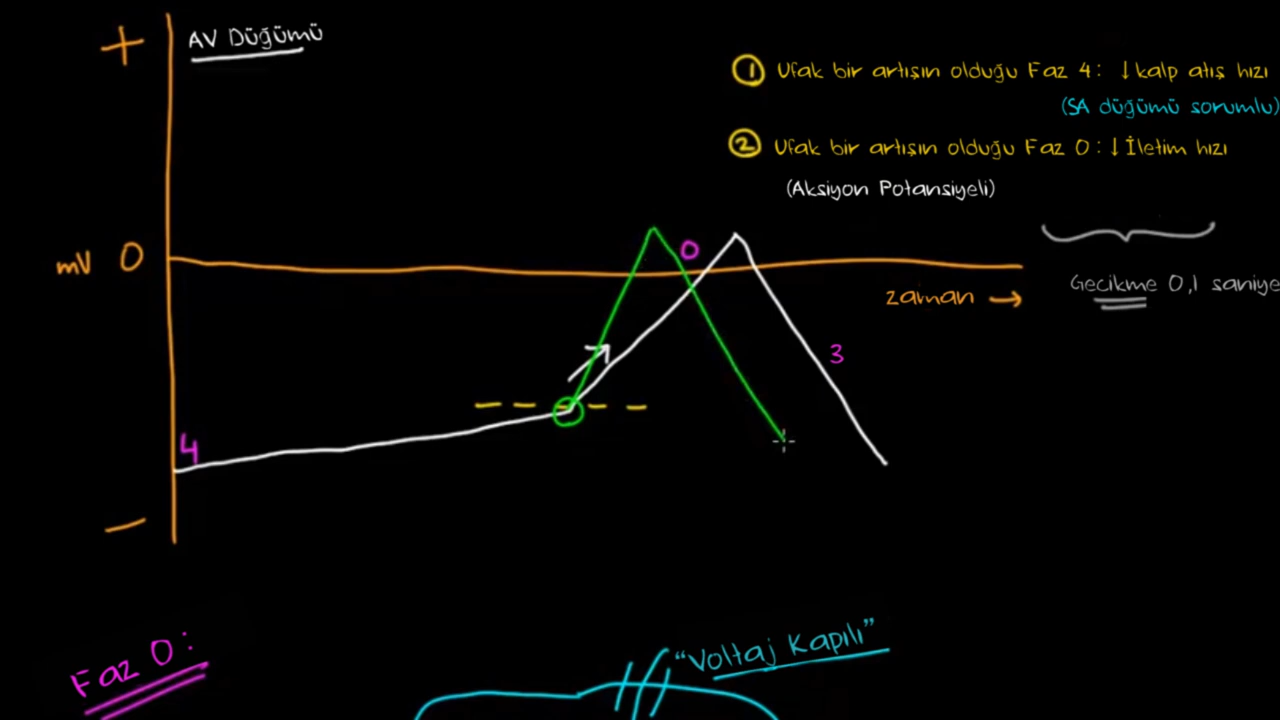 +
AV Düğümü
① Ufak bir artışın olduğu Faz 4: ↓kalp atış hızı
(SA düğümü sorumlu)
② Ufak bir artışın olduğu Faz 0: ↓İletim hızı
(Aksiyon Potansiyeli)
mV 0
0
zaman →
Gecikme 0,1 saniye
3
4
−
Faz 0:
"Voltaj Kapılı"